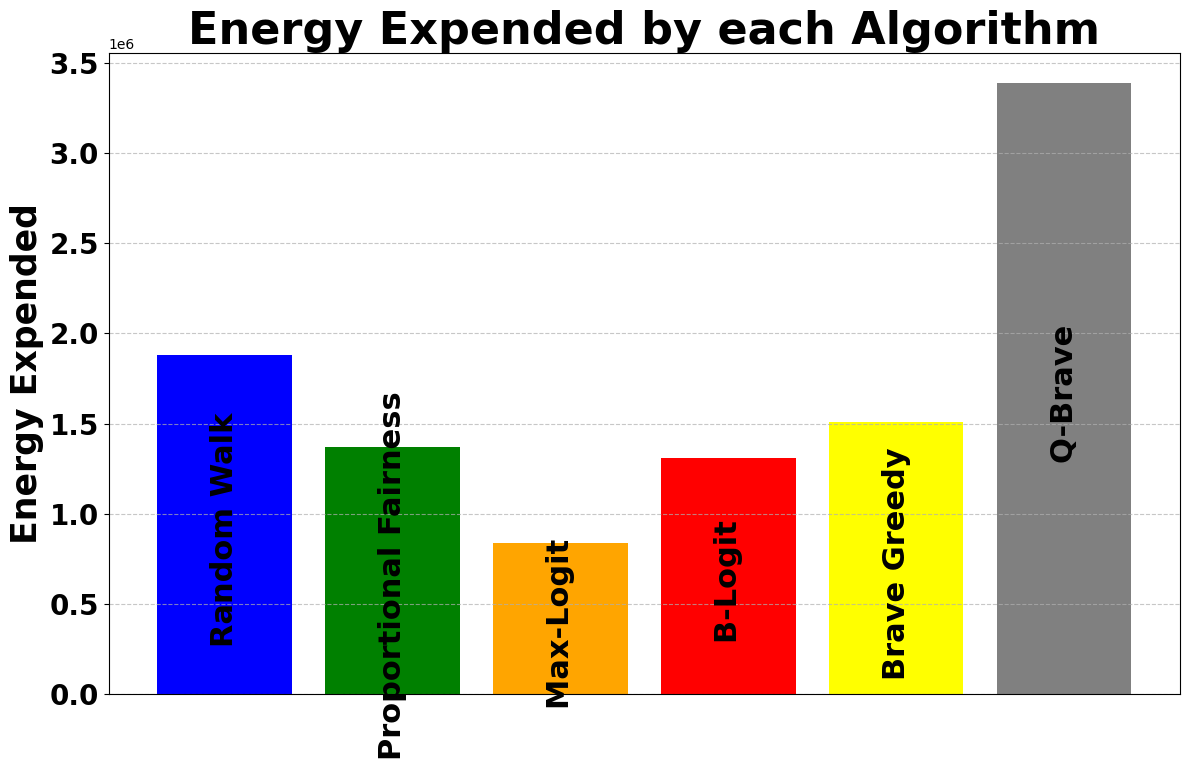 Energy Expended by each Algorithm
1e6
3.5
3.0
2.5
2.0
1.5
1.0
0.5
0.0
Energy Expended
Random Walk
Proportional Fairness
Max-Logit
B-Logit
Brave Greedy
Q-Brave